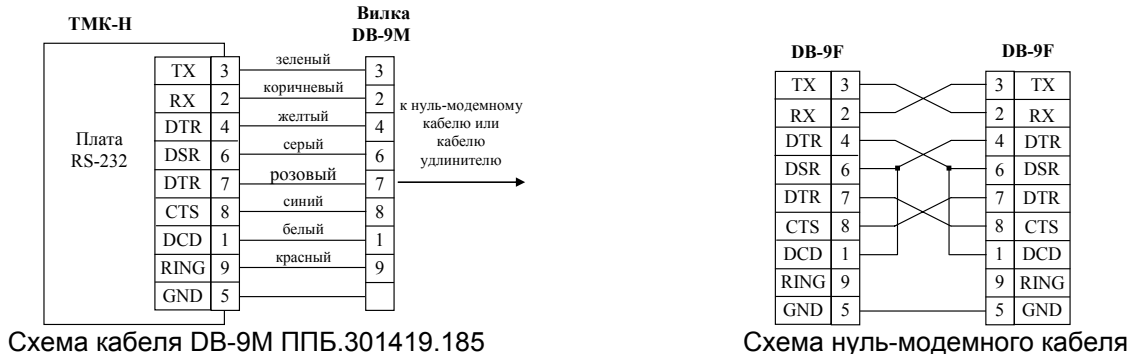 ТМК-Н
Вилка
DB-9M
Плата
RS-232
TX 3 зеленый 3
RX 2 коричневый 2
DTR 4 желтый 4
DSR 6 серый 6
DTR 7 розовый 7
CTS 8 синий 8
DCD 1 белый 1
RING 9 красный 9
GND 5
к нуль-модемному
кабелю или
кабелю
удлинителю
Схема кабеля DB-9M ППБ.301419.185
DB-9F DB-9F
TX 3 3 TX
RX 2 2 RX
DTR 4 4 DTR
DSR 6 6 DSR
DTR 7 7 DTR
CTS 8 8 CTS
DCD 1 1 DCD
RING 9 9 RING
GND 5 5 GND
Схема нуль-модемного кабеля